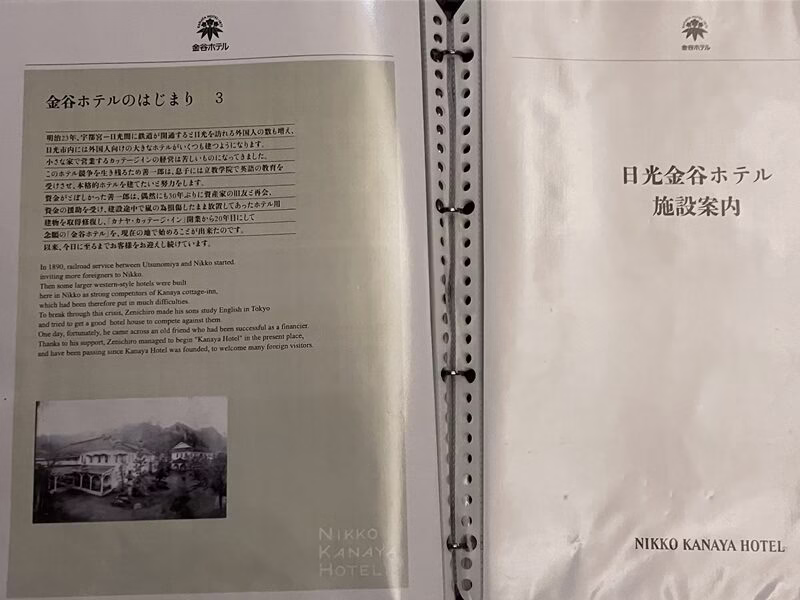 金谷ホテル
金谷ホテルのはじまり 3
明治23年、宇都宮ー日光間に鉄道が開通すると日光を訪れる外国人の数も増え、
日光市内には外国人向けの大きなホテルがいくつも建つようになります。
小さな家で営業するカッテージインの経営は苦しいものになってきました。
このホテル競争を生き残るため善一郎は、息子には立教学院で英語の教育を
受けさせ、本格的ホテルを建てたいと努力をします。
資金がとぼしかった善一郎は、偶然にも30年ぶりに資産家の旧友と再会、
資金の援助を受け、建設途中で嵐の為損傷したまま放置してあったホテル用
建物を取得修復し、「カナヤ・カッテージ・イン」開業から20年目にして
念願の「金谷ホテル」を、現在の地で始めることが出来たのです。
以来、今日に至るまでお客様をお迎えし続けています。
In 1890, railroad service between Utsunomiya and Nikko started.
inviting more foreigners to Nikko.
Then some larger western-style hotels were built
here in Nikko as strong competitors of Kanaya cottage-inn,
which had been therefore put in much difficulties.
To break through this crisis, Zenichiro made his sons study English in Tokyo
and tried to get a good hotel house to compete against them.
One day, fortunately, he came across an old friend who had been successful as a financier.
Thanks to his support, Zenichiro managed to begin "Kanaya Hotel" in the present place,
and have been passing since Kanaya Hotel was founded, to welcome many foreign visitors.
NIKKO
KANAYA
HOTEL
金谷ホテル
日光金谷ホテル
施設案内
NIKKO KANAYA HOTEL